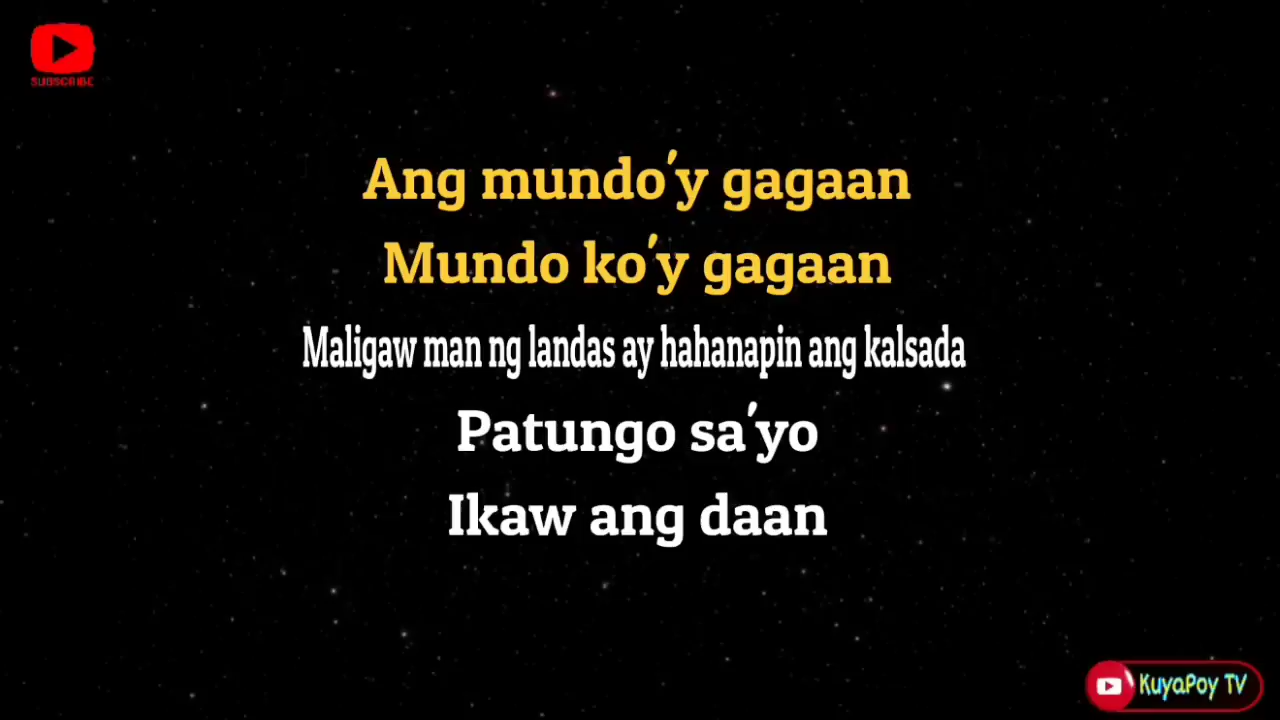 SUBSCRIBE
Ang mundo'y gagaan
Mundo ko'y gagaan
Maligaw man ng landas ay hahanapin ang kalsada
Patungo sa'yo
Ikaw ang daan
KuyaPoy TV